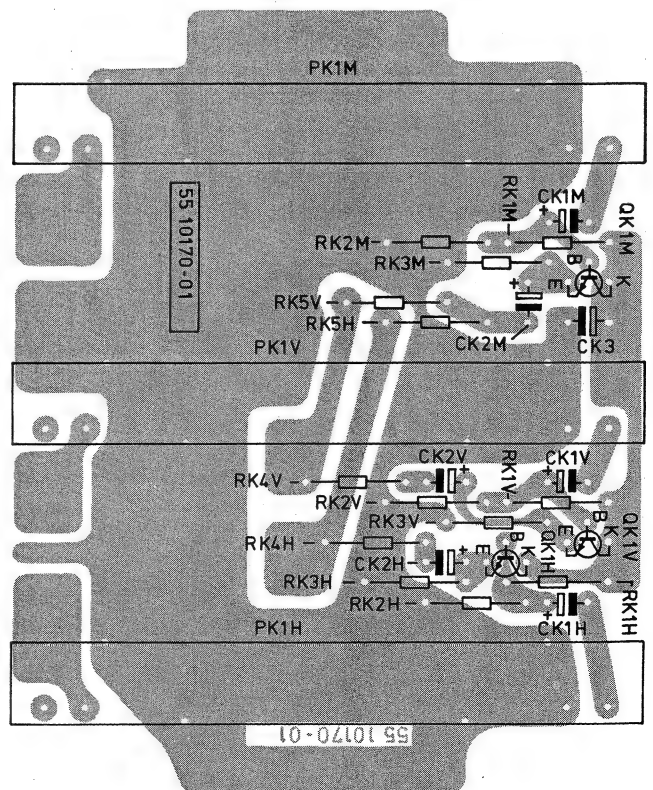 PK1M
55 10170-01
RK1M
CK1M
QK1M
RK2M
RK3M
B
K
E
+
+
RK5V
RK5H
CK2M
CK3
PK1V
CK2V
RK1V
CK1V
+
+
RK4V
RK2V
RK3V
B
K
E
QK1V
RK4H
B
K
E
QK1H
CK2H
+
RK3H
RK2H
+
CK1H
RK1H
PK1H
55 10170-01